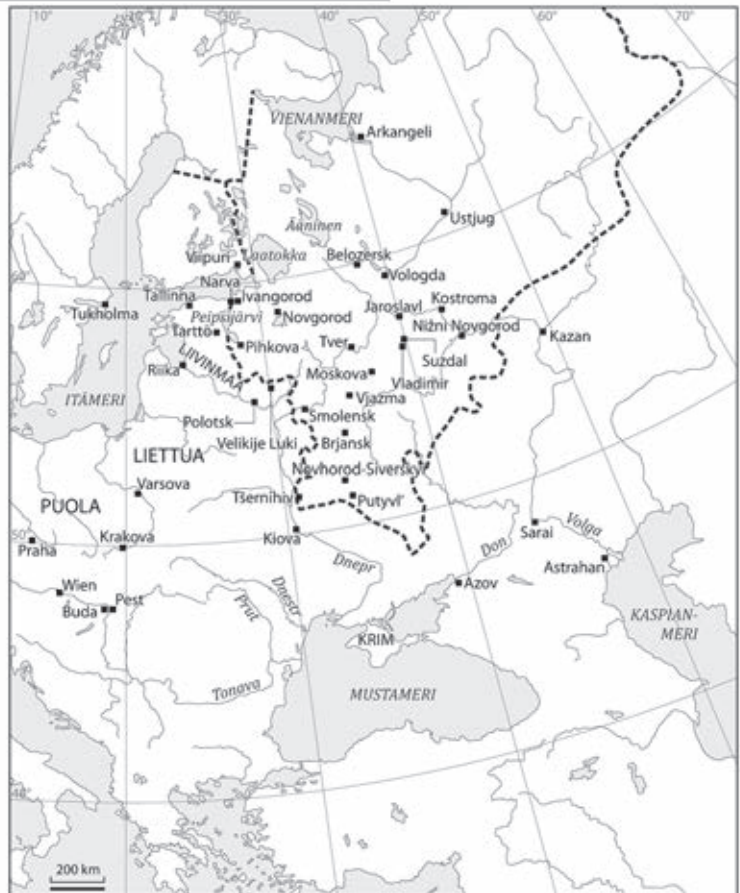 10°
20°
30°
40°
50°
60°
70°
VIENANMERI
Arkangeli
Ustjug
Ääninen
Viipuri
Laatokka
Belozersk
Vologda
Narva
Tallinna
Ivangorod
Jaroslavl
Kostroma
Tukholma
Peipsijärvi
Novgorod
Nižni Novgorod
Kazan
Tartto
Pihkova
Tver
Suzdal
LIIVINMAA
Riika
Moskova
Vladimir
ITÄMERI
Vjazma
Polotsk
Smolensk
Velikije Luki
Brjansk
LIETTUA
Nevhorod-Siverskyi
Varsova
PUOLA
Tšernihiv
Putyvl'
50°
Praha
Krakova
Kiova
Sarai
Volga
Don
Dnepr
Astrahan
Wien
Azov
Buda
Pest
Prut
Dnestr
KASPIAN-
MERI
KRIM
Tonava
MUSTAMERI
40°
200 km